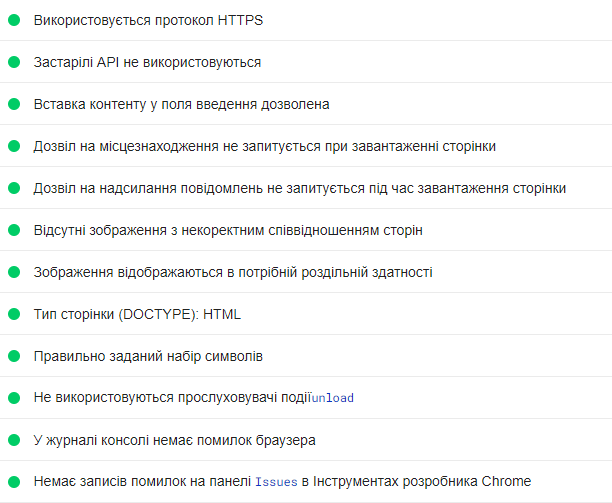 Використовується протокол HTTPS
Застарілі API не використовуються
Вставка контенту у поля введення дозволена
Дозвіл на місцезнаходження не запитується при завантаженні сторінки
Дозвіл на надсилання повідомлень не запитується під час завантаження сторінки
Відсутні зображення з некоректним співвідношенням сторін
Зображення відображаються в потрібній роздільній здатності
Тип сторінки (DOCTYPE): HTML
Правильно заданий набір символів
Не використовуються прослуховувачі подіїunload
У журналі консолі немає помилок браузера
Немає записів помилок на панелі Issues в Інструментах розробника Chrome